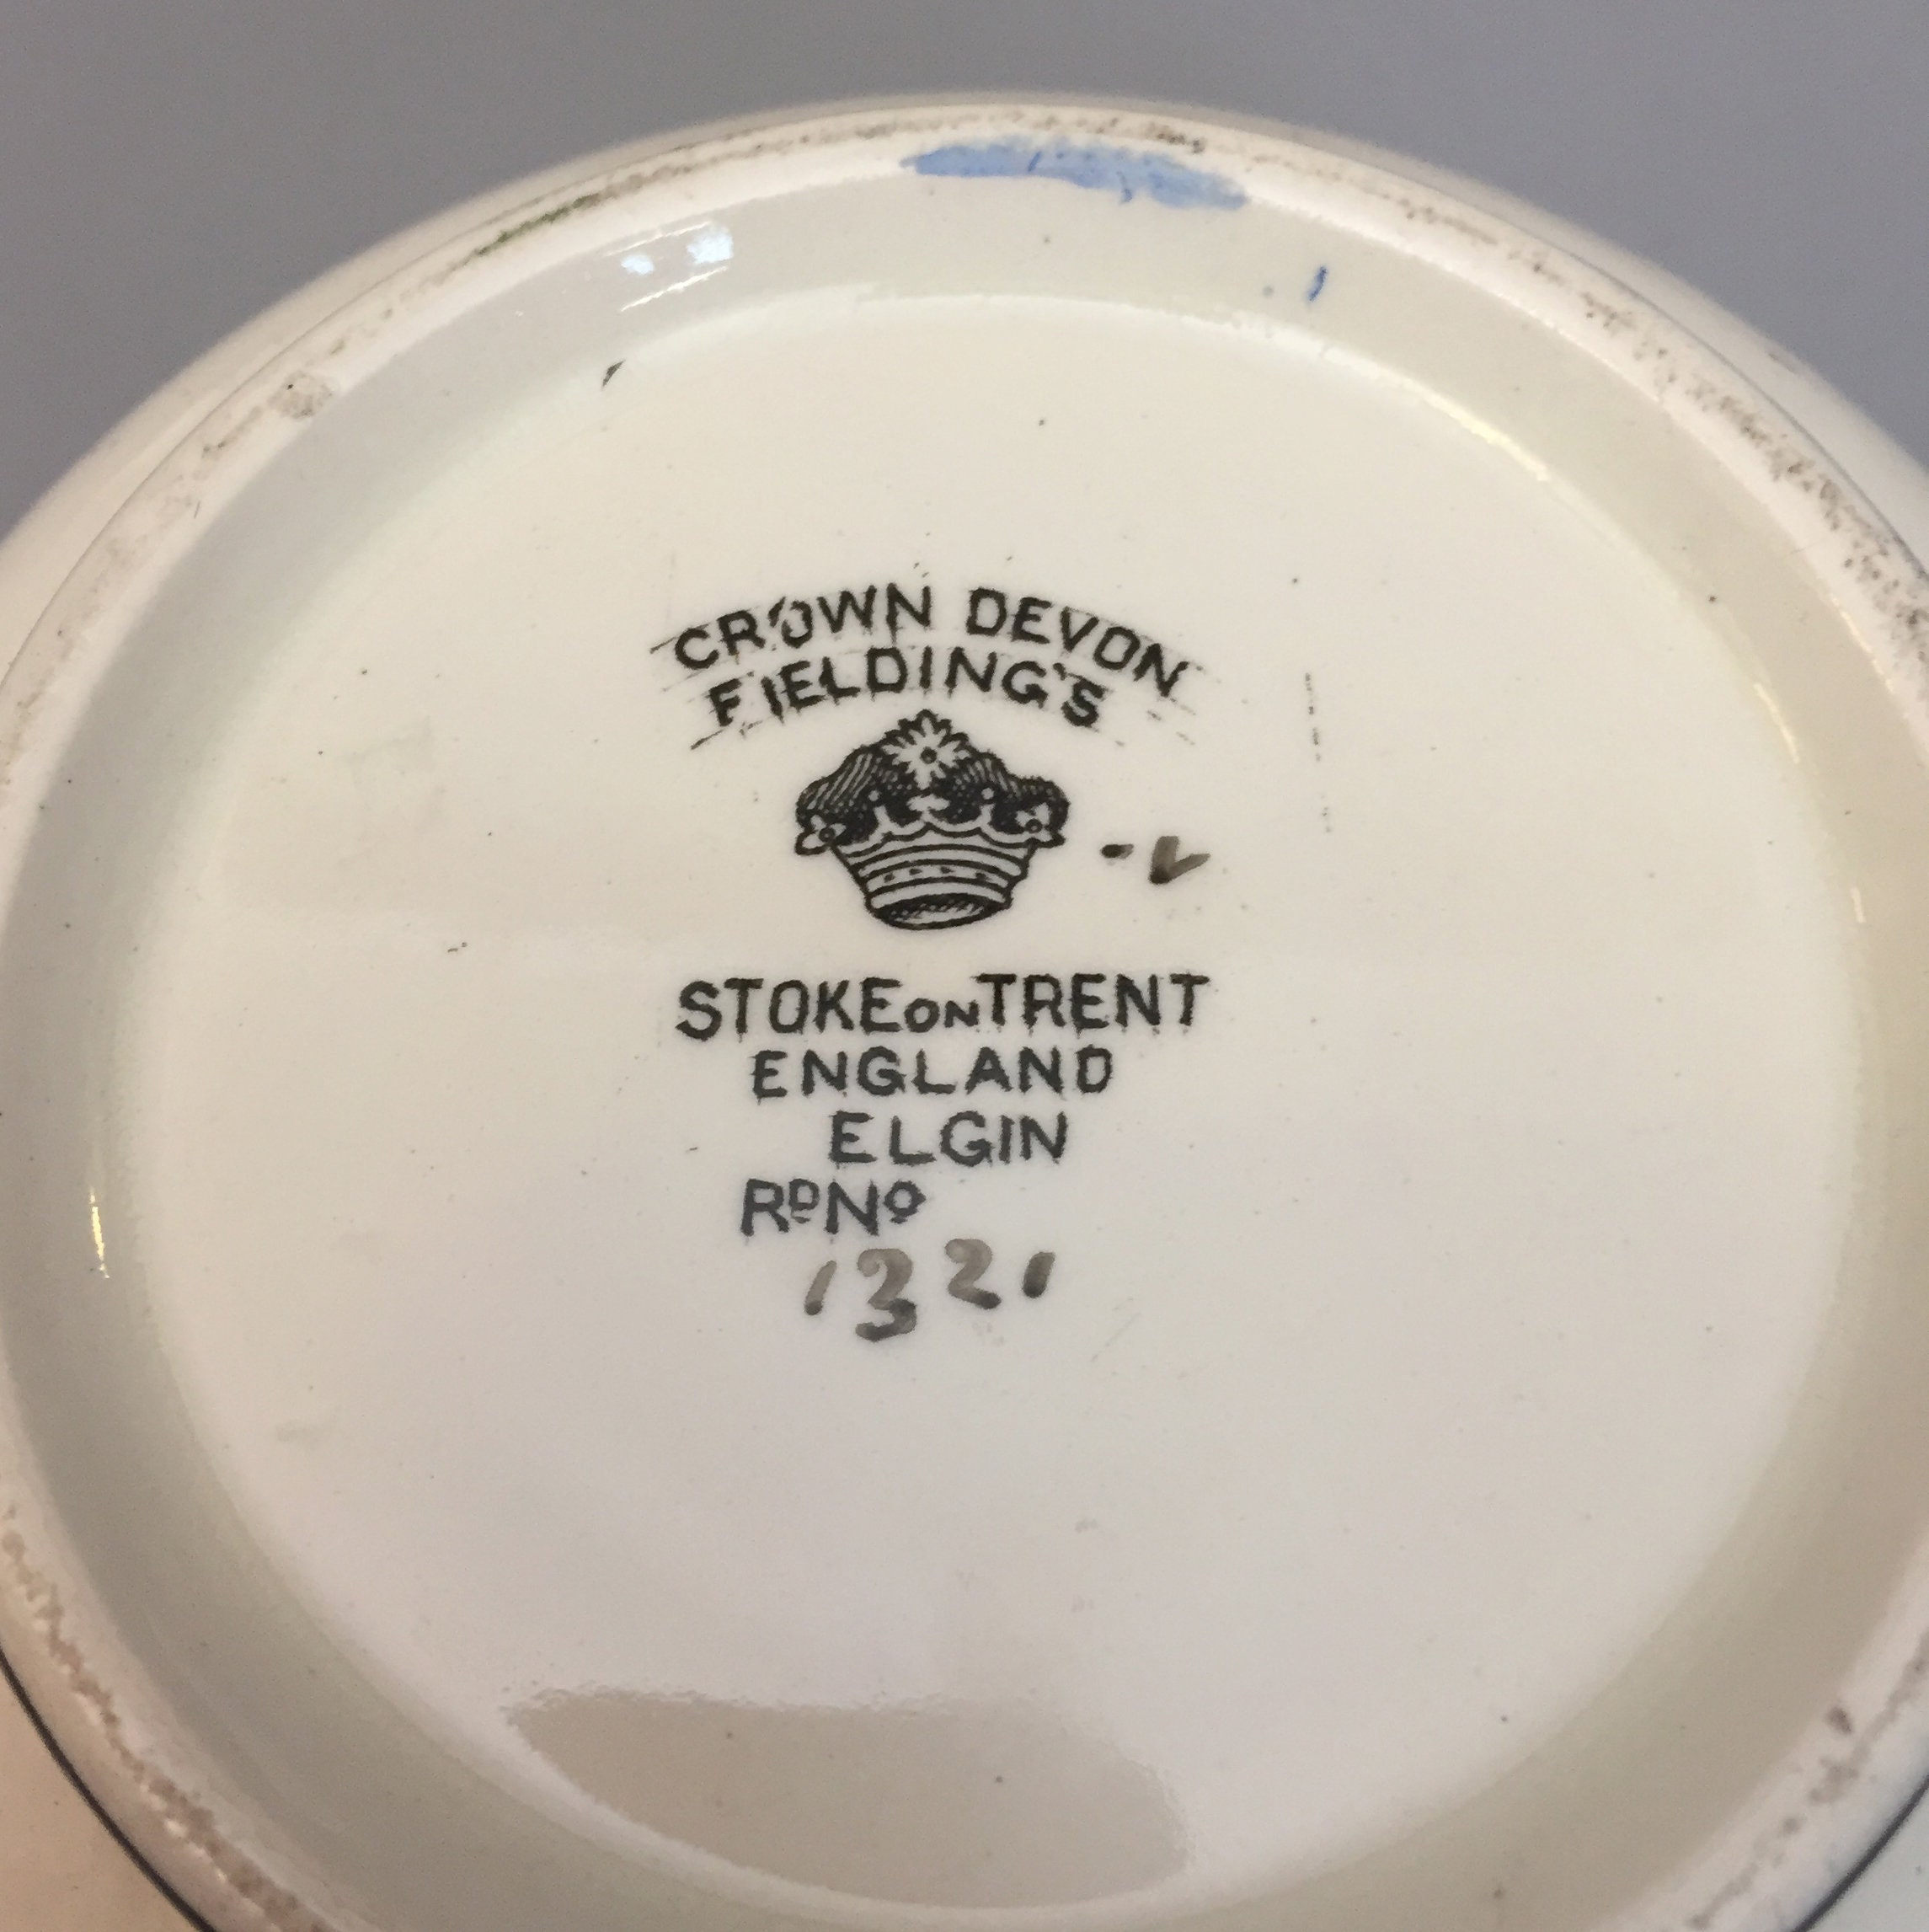 CROWN DEVON
FIELDING'S
STOKE ON TRENT
ENGLAND
ELGIN
RD No
1321